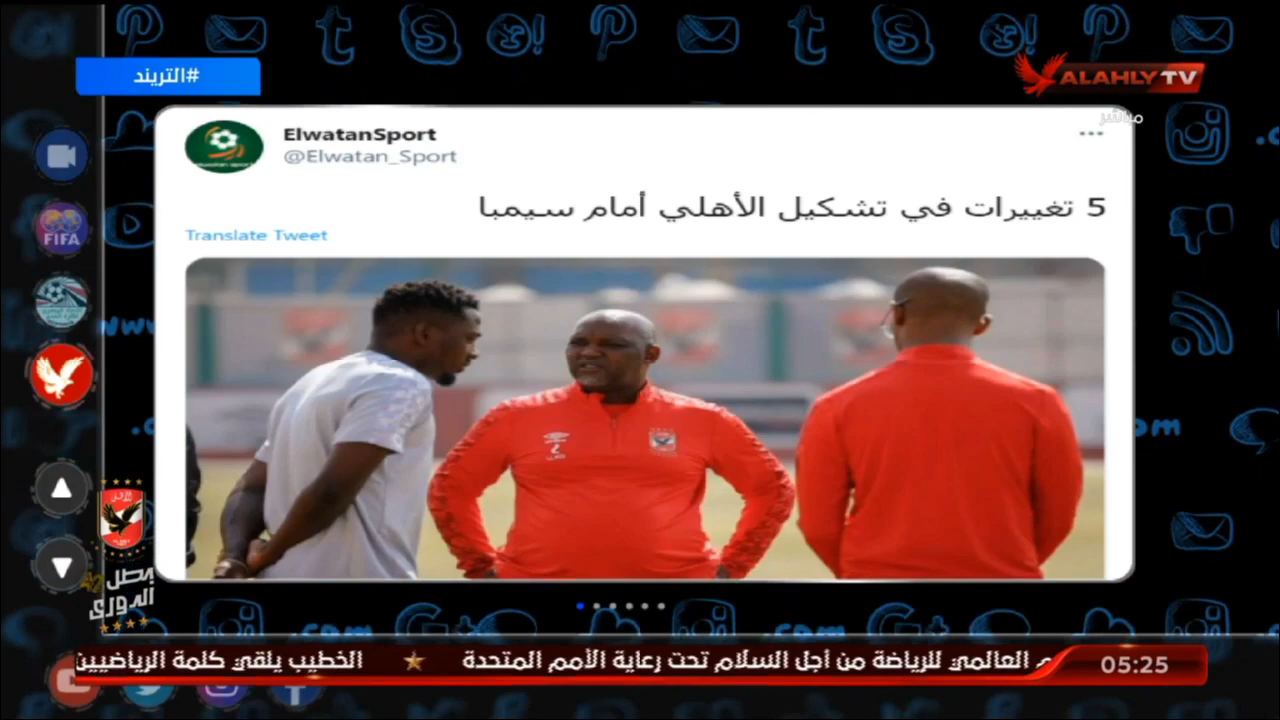 #التريند
ALAHLY TV
مباشر
ElwatanSport
@Elwatan_Sport
5 تغييرات في تشكيل الأهلي أمام سيمبا
Translate Tweet
FIFA
بطل
الدوري
العالمي للرياضة من أجل السلام تحت رعاية الأمم المتحدة
الخطيب يلقي كلمة الرياضيين
05:25